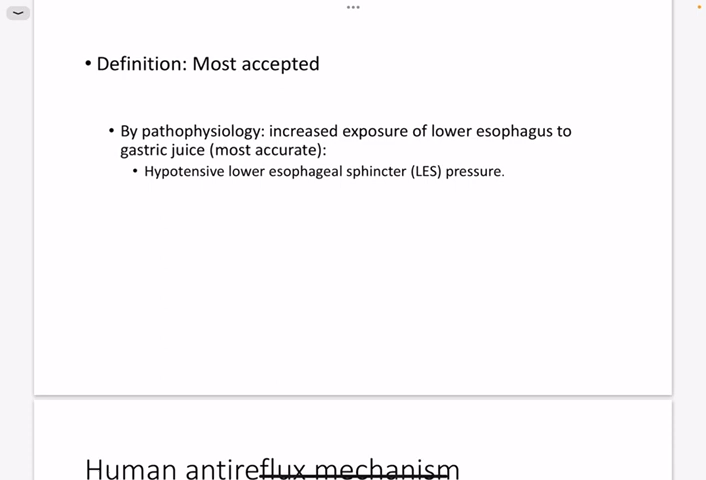 • Definition: Most accepted
• By pathophysiology: increased exposure of lower esophagus to
gastric juice (most accurate):
• Hypotensive lower esophageal sphincter (LES) pressure.
Human antireflux mechanism